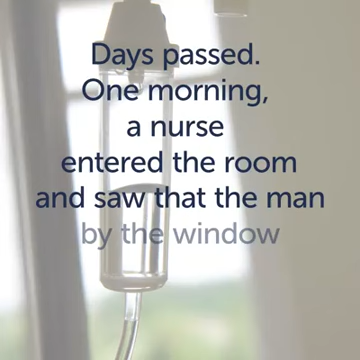 Days passed.
One morning,
a nurse
entered the room
and saw that the man
by the window